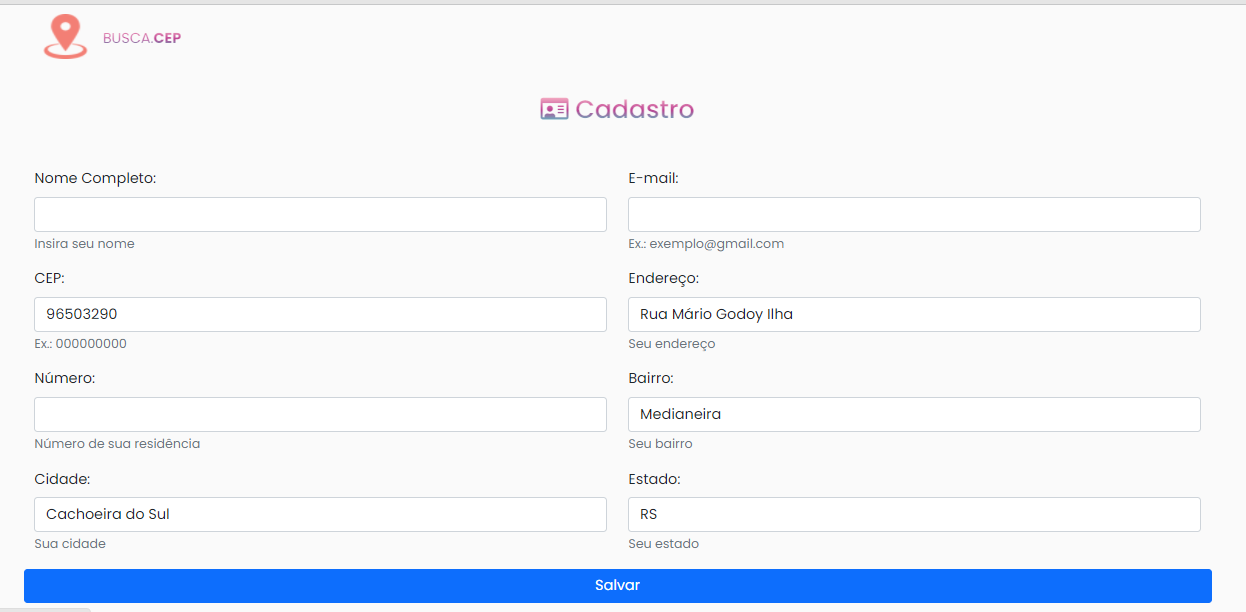 BUSCA.CEP
Cadastro
Nome Completo:
E-mail:
Insira seu nome
Ex.: exemplo@gmail.com
CEP:
Endereço:
96503290
Rua Mário Godoy Ilha
Ex.: 000000000
Seu endereço
Número:
Bairro:
Medianeira
Número de sua residência
Seu bairro
Cidade:
Estado:
Cachoeira do Sul
RS
Sua cidade
Seu estado
Salvar